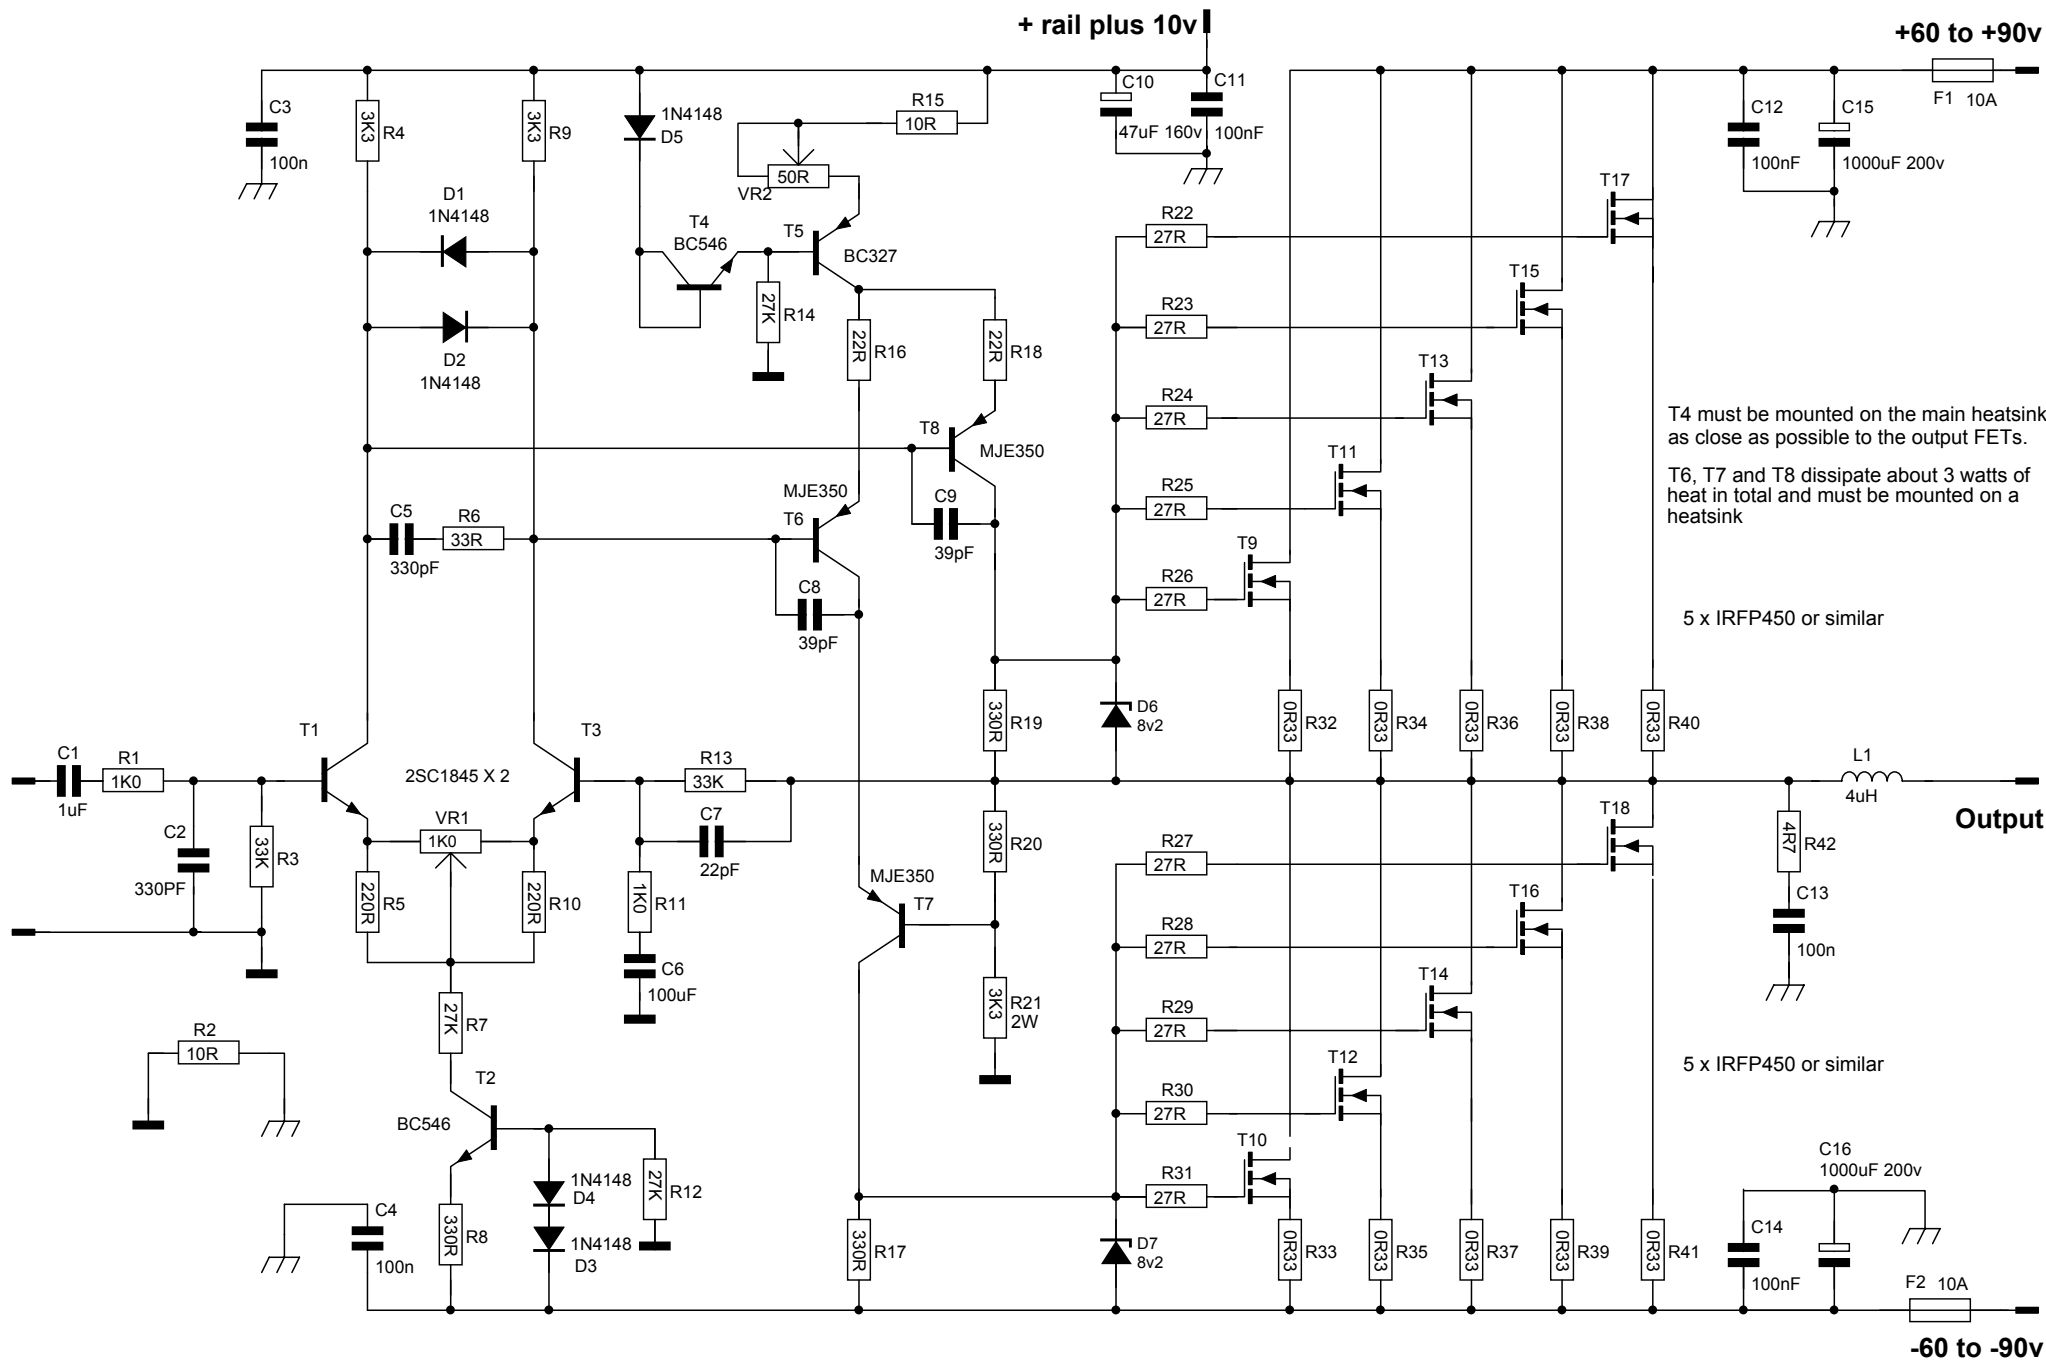 + rail plus 10v
+60 to +90v
C3
100n
3K3
R4
3K3
R9
1N4148
D5
R15
10R
50R
VR2
C10
47uF 160v
C11
100nF
C12
100nF
C15
1000uF 200v
F1 10A
D1
1N4148
D2
1N4148
T4
BC546
T5
BC327
27K
R14
22R
R16
22R
R18
R22
27R
T17
R23
27R
T15
R24
27R
T13
R25
27R
T11
R26
27R
T9
T8
MJE350
T4 must be mounted on the main heatsink
as close as possible to the output FETs.
T6, T7 and T8 dissipate about 3 watts of
heat in total and must be mounted on a
heatsink
MJE350
T6
C9
39pF
C5
330pF
R6
33R
C8
39pF
5 x IRFP450 or similar
330R
R19
D6
8v2
0R33
R32
0R33
R34
0R33
R36
0R33
R38
0R33
R40
T1
T3
C1
1uF
R1
1K0
2SC1845 X 2
R13
33K
L1
4uH
Output
C2
330PF
33K
R3
VR1
1K0
C7
22pF
330R
R20
220R
R5
220R
R10
1K0
R11
MJE350
T7
R27
27R
T18
4R7
R42
C13
100n
R28
27R
T16
C6
100uF
3K3
R21
2W
R29
27R
T14
27K
R7
R2
10R
T2
BC546
R30
27R
T12
5 x IRFP450 or similar
1N4148
D4
1N4148
D3
27K
R12
R31
27R
T10
C4
100n
330R
R8
330R
R17
D7
8v2
0R33
R33
0R33
R35
0R33
R37
0R33
R39
0R33
R41
C14
100nF
C16
1000uF 200v
F2 10A
-60 to -90v